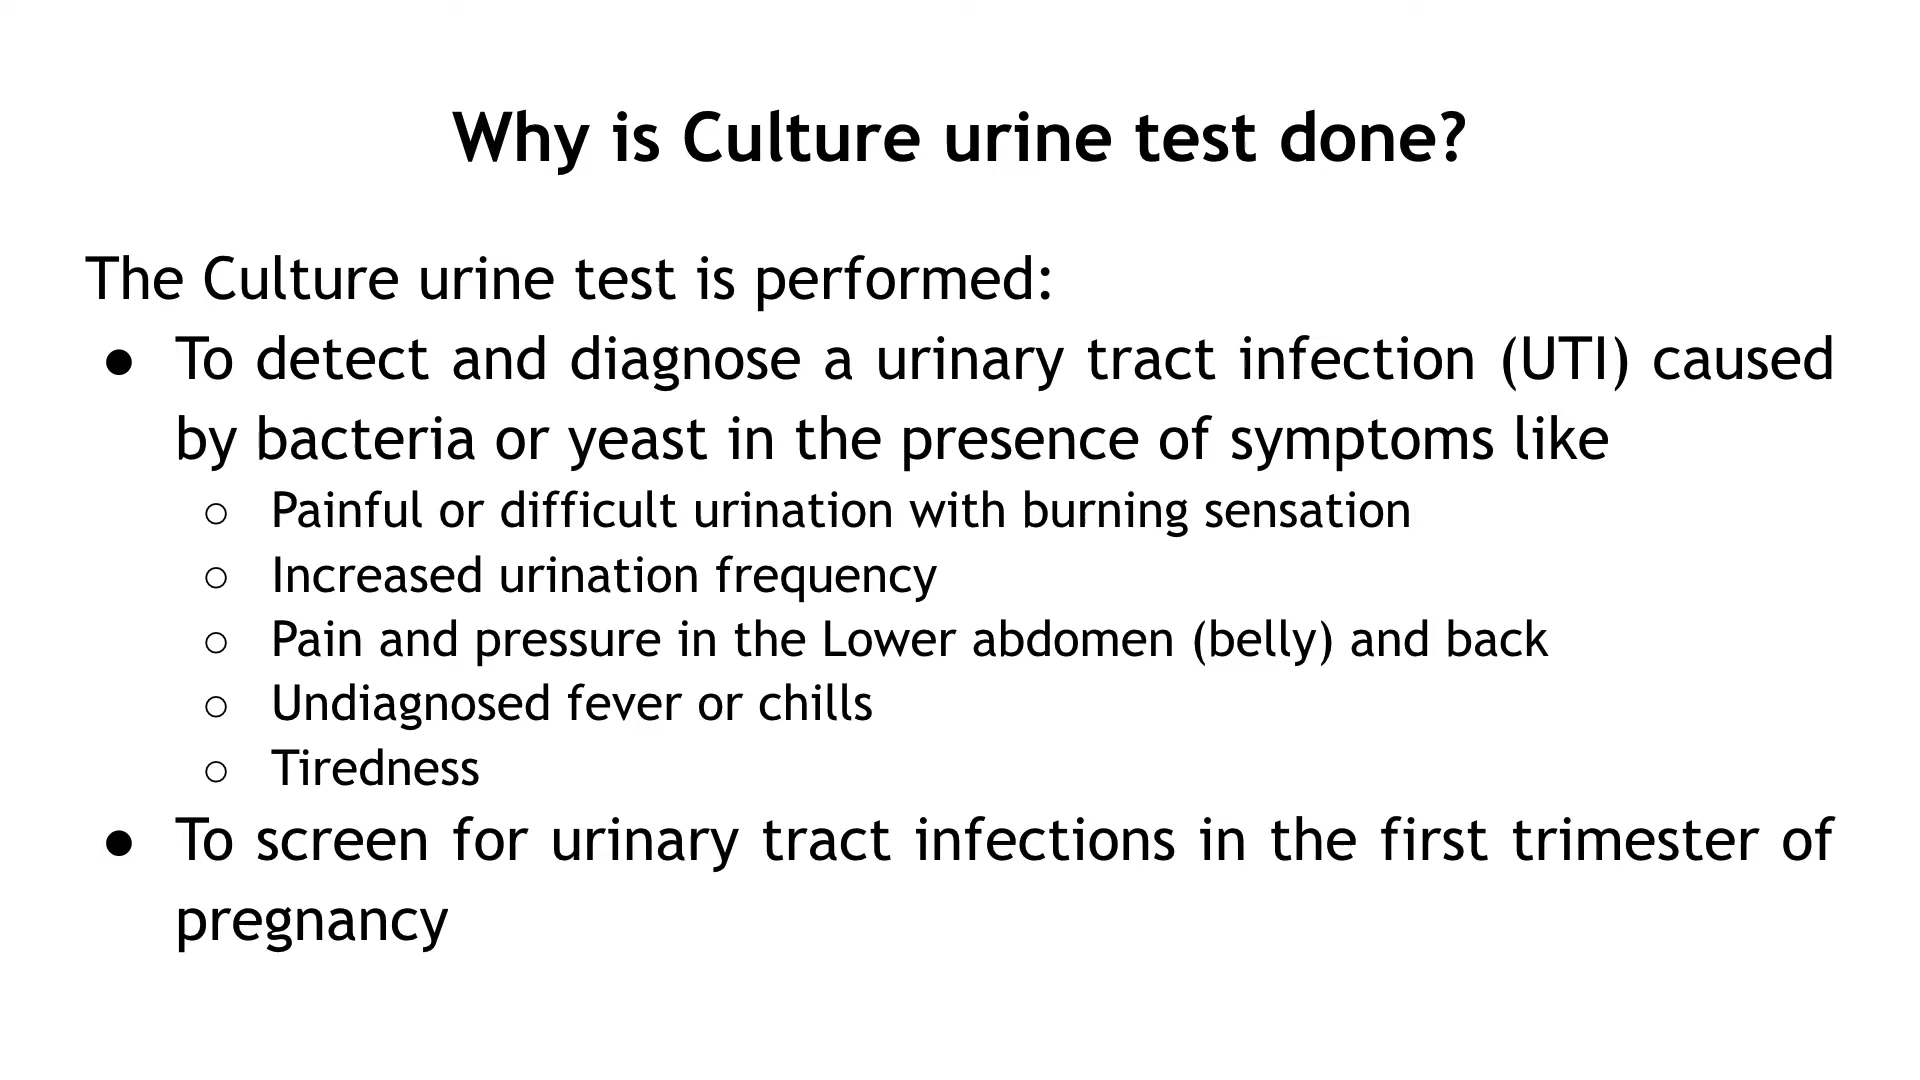 Why is Culture urine test done?
The Culture urine test is performed:
● To detect and diagnose a urinary tract infection (UTI) caused
by bacteria or yeast in the presence of symptoms like
○ Painful or difficult urination with burning sensation
○ Increased urination frequency
○ Pain and pressure in the Lower abdomen (belly) and back
○ Undiagnosed fever or chills
○ Tiredness
● To screen for urinary tract infections in the first trimester of
pregnancy